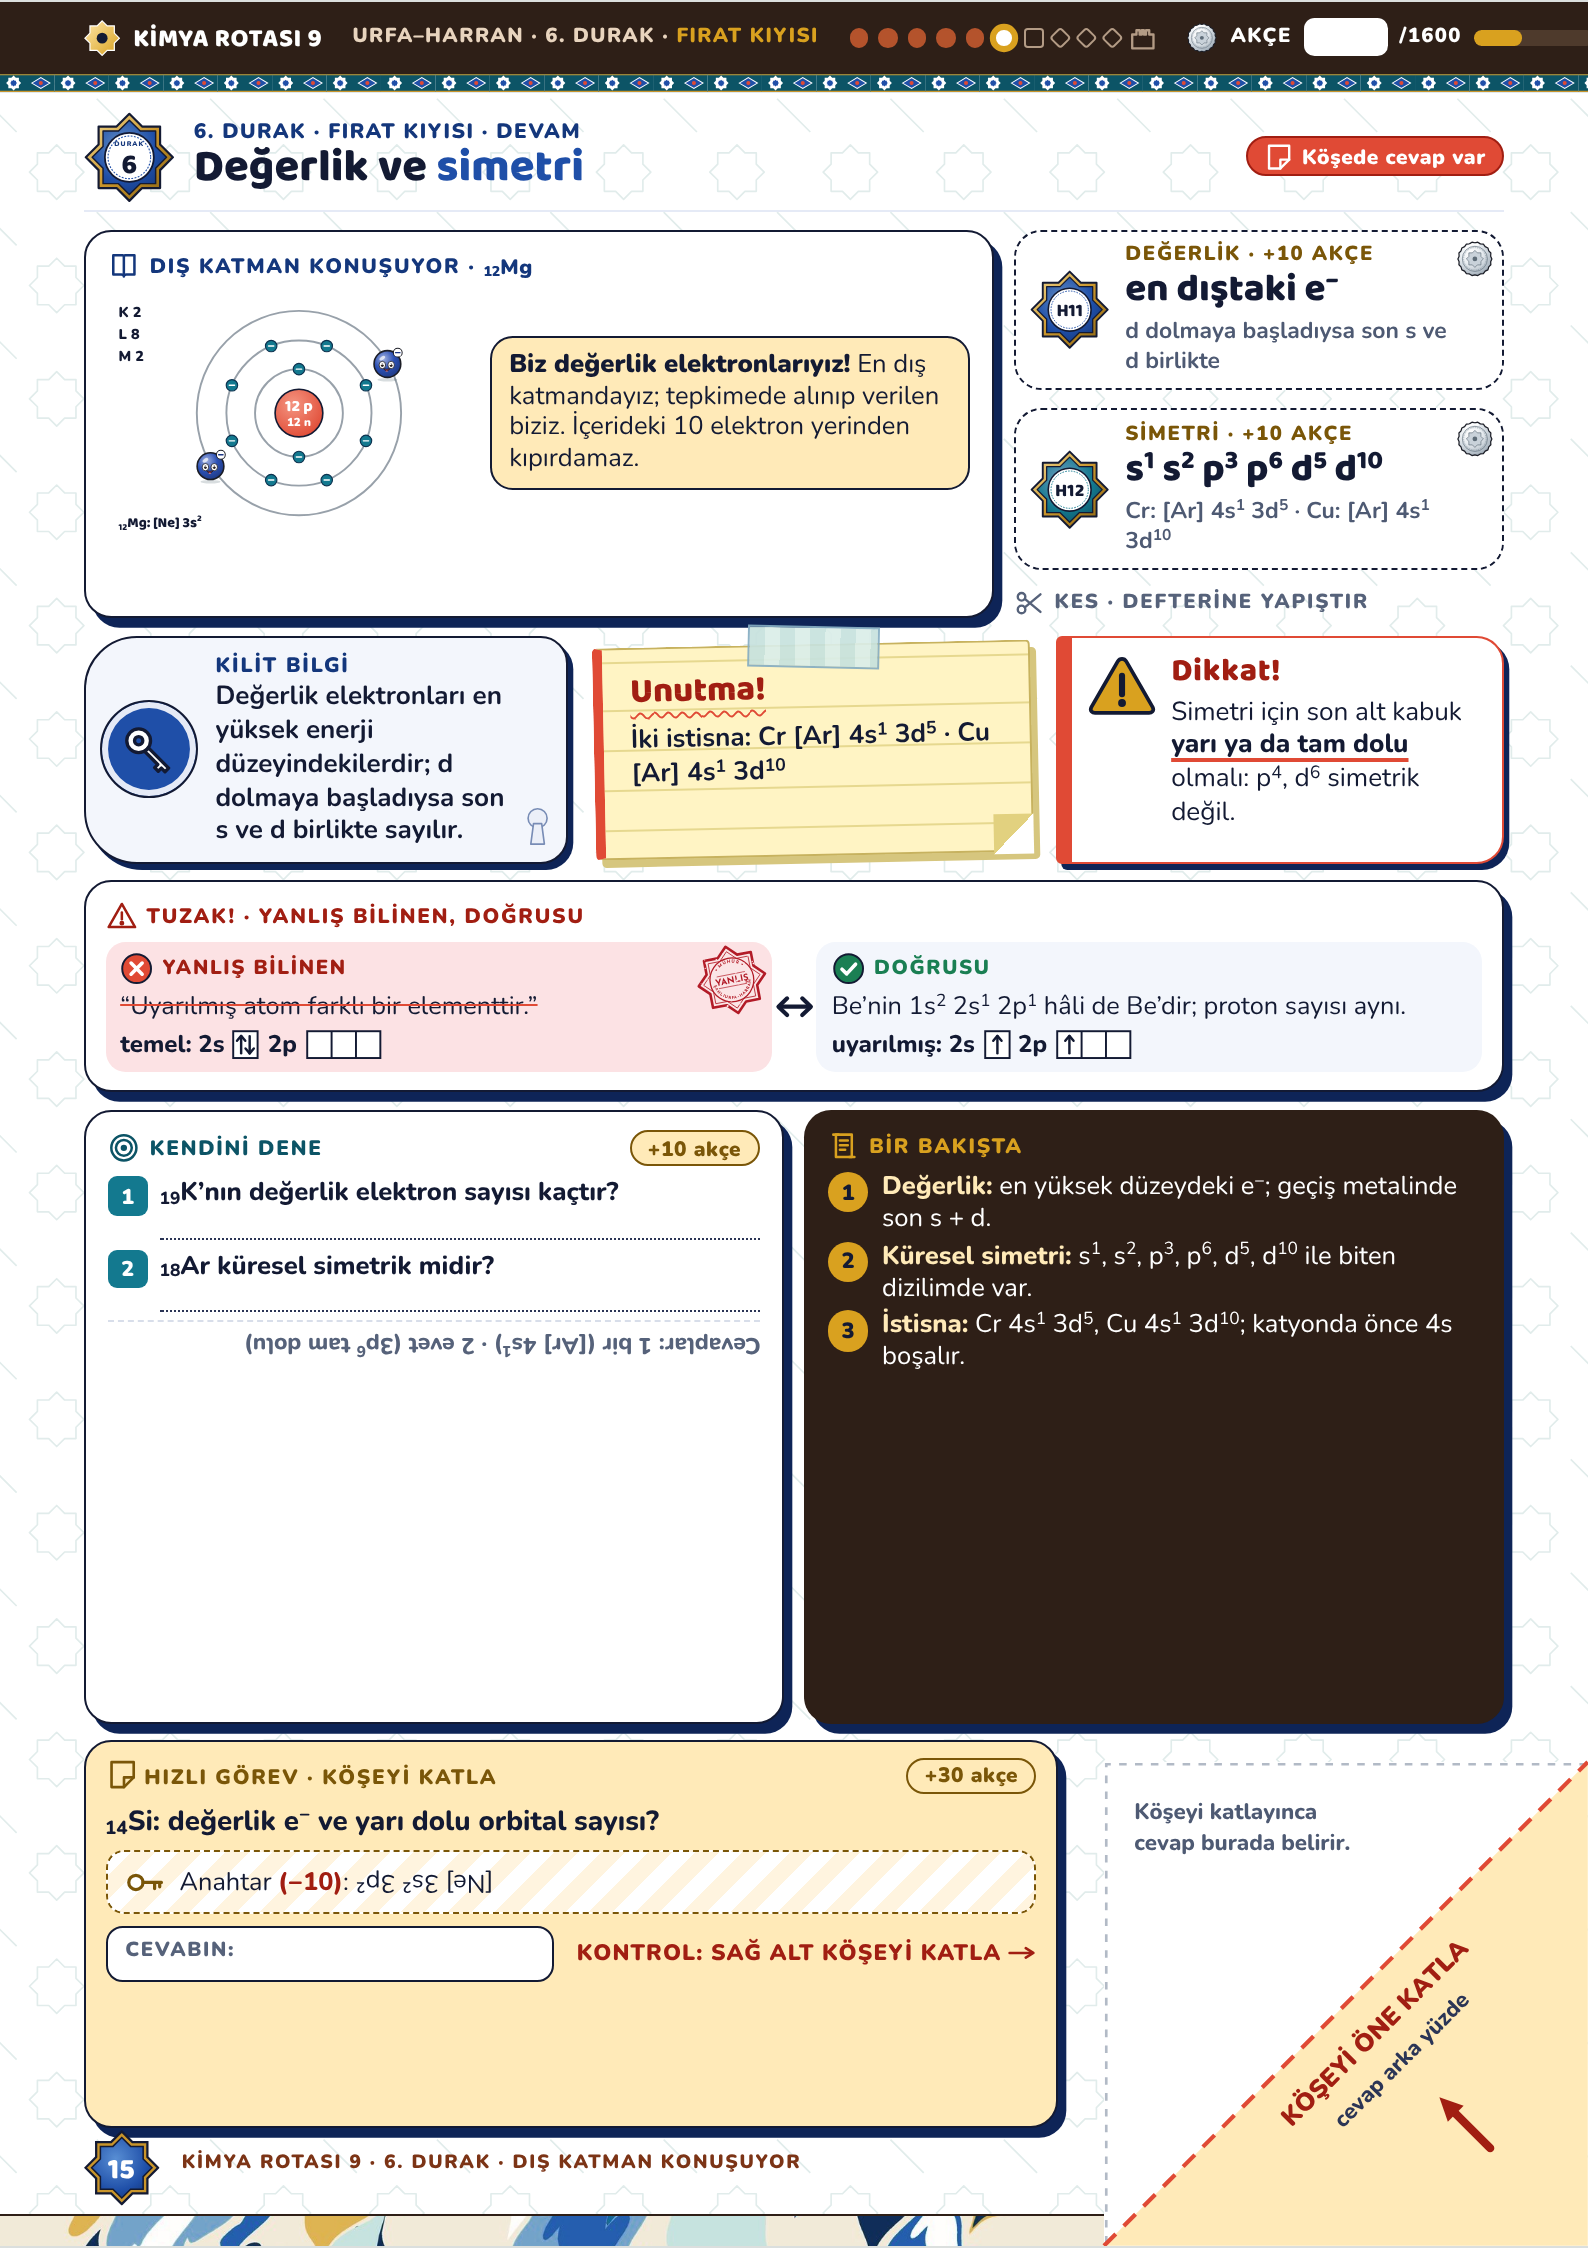 KİMYA ROTASI 9
URFA–HARRAN · 6. DURAK · FIRAT KIYISI
AKÇE /1600
DURAK
6
6. DURAK · FIRAT KIYISI · DEVAM
Değerlik ve simetri
Köşede cevap var
DIŞ KATMAN KONUŞUYOR · ₁₂Mg
K 2
L 8
M 2
12 p
12 n
₁₂Mg: [Ne] 3s²
Biz değerlik elektronlarıyız! En dış
katmandayız; tepkimede alınıp verilen
biziz. İçerideki 10 elektron yerinden
kıpırdamaz.
H11
DEĞERLİK · +10 AKÇE
en dıştaki e⁻
d dolmaya başladıysa son s ve
d birlikte
H12
SİMETRİ · +10 AKÇE
s¹ s² p³ p⁶ d⁵ d¹⁰
Cr: [Ar] 4s¹ 3d⁵ · Cu: [Ar] 4s¹
3d¹⁰
KES · DEFTERİNE YAPIŞTIR
KİLİT BİLGİ
Değerlik elektronları en
yüksek enerji
düzeyindekilerdir; d
dolmaya başladıysa son
s ve d birlikte sayılır.
Unutma!
İki istisna: Cr [Ar] 4s¹ 3d⁵ · Cu
[Ar] 4s¹ 3d¹⁰
Dikkat!
Simetri için son alt kabuk
yarı ya da tam dolu
olmalı: p⁴, d⁶ simetrik
değil.
TUZAK! · YANLIŞ BİLİNEN, DOĞRUSU
YANLIŞ BİLİNEN
YANLIŞ
“Uyarılmış atom farklı bir elementtir.”
temel: 2s ↑↓ 2p
DOĞRUSU
Be’nin 1s² 2s¹ 2p¹ hâli de Be’dir; proton sayısı aynı.
uyarılmış: 2s ↑ 2p ↑
KENDİNİ DENE
+10 akçe
1 ₁₉K’nın değerlik elektron sayısı kaçtır?
2 ₁₈Ar küresel simetrik midir?
Cevaplar: 1 bir ([Ar] 4s¹) · 2 evet (3p⁶ tam dolu)
BİR BAKIŞTA
1 Değerlik: en yüksek düzeydeki e⁻; geçiş metalinde
son s + d.
2 Küresel simetri: s¹, s², p³, p⁶, d⁵, d¹⁰ ile biten
dizilimde var.
3 İstisna: Cr 4s¹ 3d⁵, Cu 4s¹ 3d¹⁰; katyonda önce 4s
boşalır.
HIZLI GÖREV · KÖŞEYİ KATLA
+30 akçe
₁₄Si: değerlik e⁻ ve yarı dolu orbital sayısı?
Anahtar (−10): [Ne] 3s² 3p²
CEVABIN:
KONTROL: SAĞ ALT KÖŞEYİ KATLA →
Köşeyi katlayınca
cevap burada belirir.
KÖŞEYİ ÖNE KATLA
cevap arka yüzde
15
KİMYA ROTASI 9 · 6. DURAK · DIŞ KATMAN KONUŞUYOR